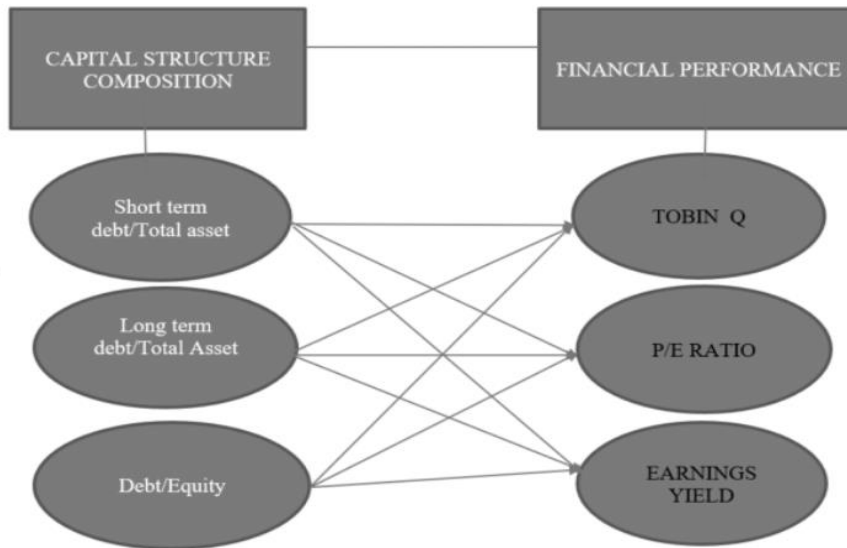 CAPITAL STRUCTURE
COMPOSITION
FINANCIAL PERFORMANCE
Short term
debt/Total asset
TOBIN Q
Long term
debt/Total Asset
P/E RATIO
Debt/Equity
EARNINGS
YIELD